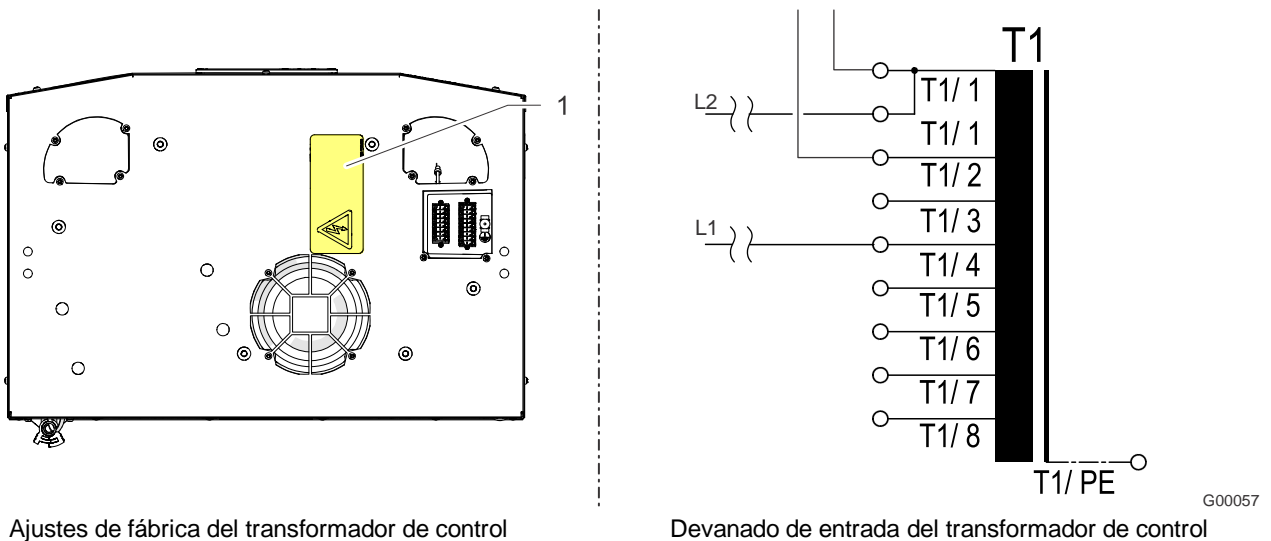 1
T1
L2
T1/ 1
T1/ 1
T1/ 2
T1/ 3
L1
T1/ 4
T1/ 5
T1/ 6
T1/ 7
T1/ 8
T1/ PE
G00057
Ajustes de fábrica del transformador de control
Devanado de entrada del transformador de control